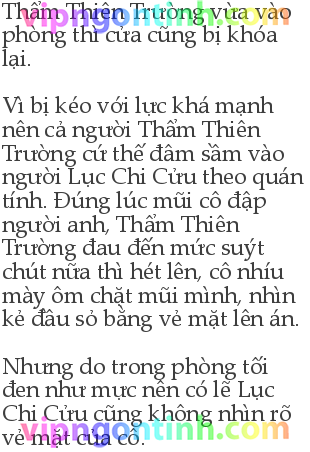 Thẩm Thiên Trường vừa vào
phòng thì cửa cũng bị khóa
lại.
Vì bị kéo với lực khá mạnh
nên cả người Thẩm Thiên
Trường cứ thế đâm sầm vào
người Lục Chi Cửu theo quán
tính. Đúng lúc mũi cô đập
người anh, Thẩm Thiên
Trường đau đến mức suýt
chút nữa thì hét lên, cô nhíu
mày ôm chặt mũi mình, nhìn
kẻ đầu sỏ bằng vẻ mặt lên án.
Nhưng do trong phòng tối
đen như mực nên có lẽ Lục
Chi Cửu cũng không nhìn rõ
vẻ mặt của cô.
vipngontinh.com
vipngontinh.com